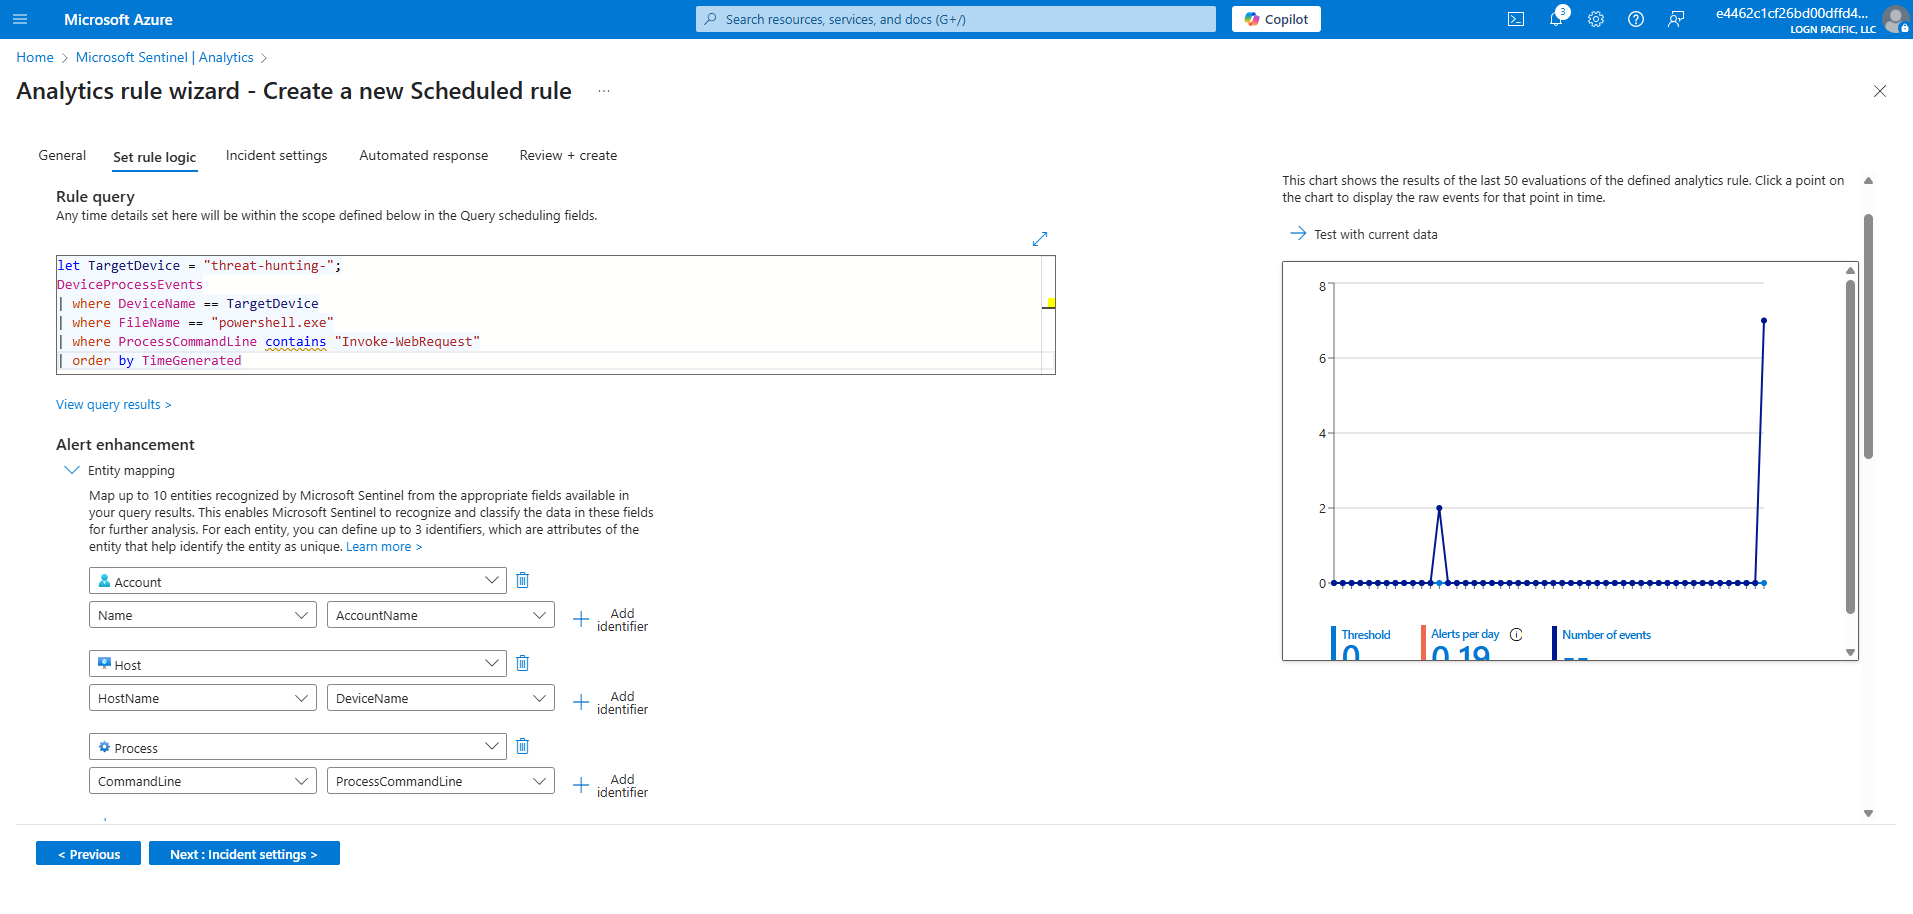 Microsoft Azure
Search resources, services, and docs (G+/)
Copilot
3
e4462c1cf26bd00dffd4...
LOGN PACIFIC, LLC
Home > Microsoft Sentinel | Analytics >
Analytics rule wizard - Create a new Scheduled rule ...
General
Set rule logic
Incident settings
Automated response
Review + create
Rule query
Any time details set here will be within the scope defined below in the Query scheduling fields.
let TargetDevice = "threat-hunting-";
DeviceProcessEvents
| where DeviceName == TargetDevice
| where FileName == "powershell.exe"
| where ProcessCommandLine contains "Invoke-WebRequest"
| order by TimeGenerated
View query results >
Alert enhancement
Entity mapping
Map up to 10 entities recognized by Microsoft Sentinel from the appropriate fields available in
your query results. This enables Microsoft Sentinel to recognize and classify the data in these fields
for further analysis. For each entity, you can define up to 3 identifiers, which are attributes of the
entity that help identify the entity as unique. Learn more >
Account
Name
AccountName
Add
identifier
Host
HostName
DeviceName
Add
identifier
Process
CommandLine
ProcessCommandLine
Add
identifier
< Previous
Next : Incident settings >
This chart shows the results of the last 50 evaluations of the defined analytics rule. Click a point on
the chart to display the raw events for that point in time.
Test with current data
8
6
4
2
0
Threshold
0
Alerts per day
0.19
Number of events